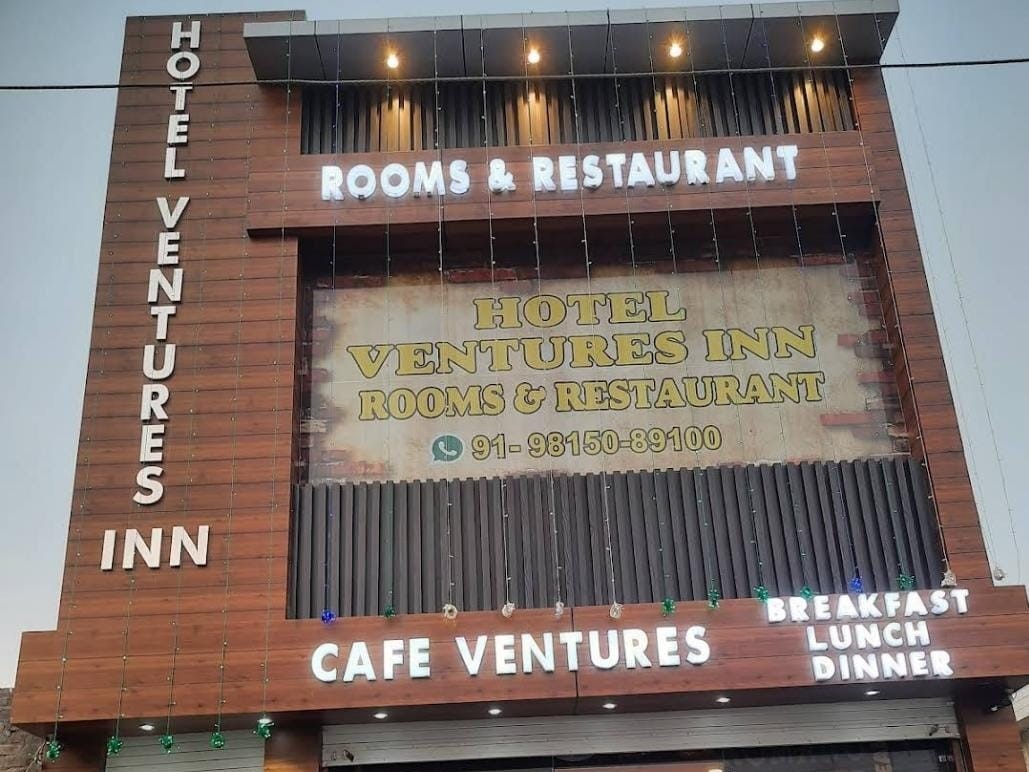 HOTEL VENTURES
INN
ROOMS & RESTAURANT
HOTEL
VENTURES INN
ROOMS & RESTAURANT
91- 98150-89100
CAFE VENTURES
BREAKFAST
LUNCH
DINNER